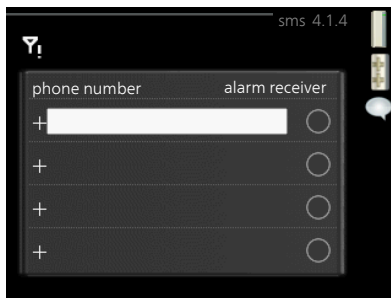 sms 4.1.4
phone number alarm receiver
+
+
+
+